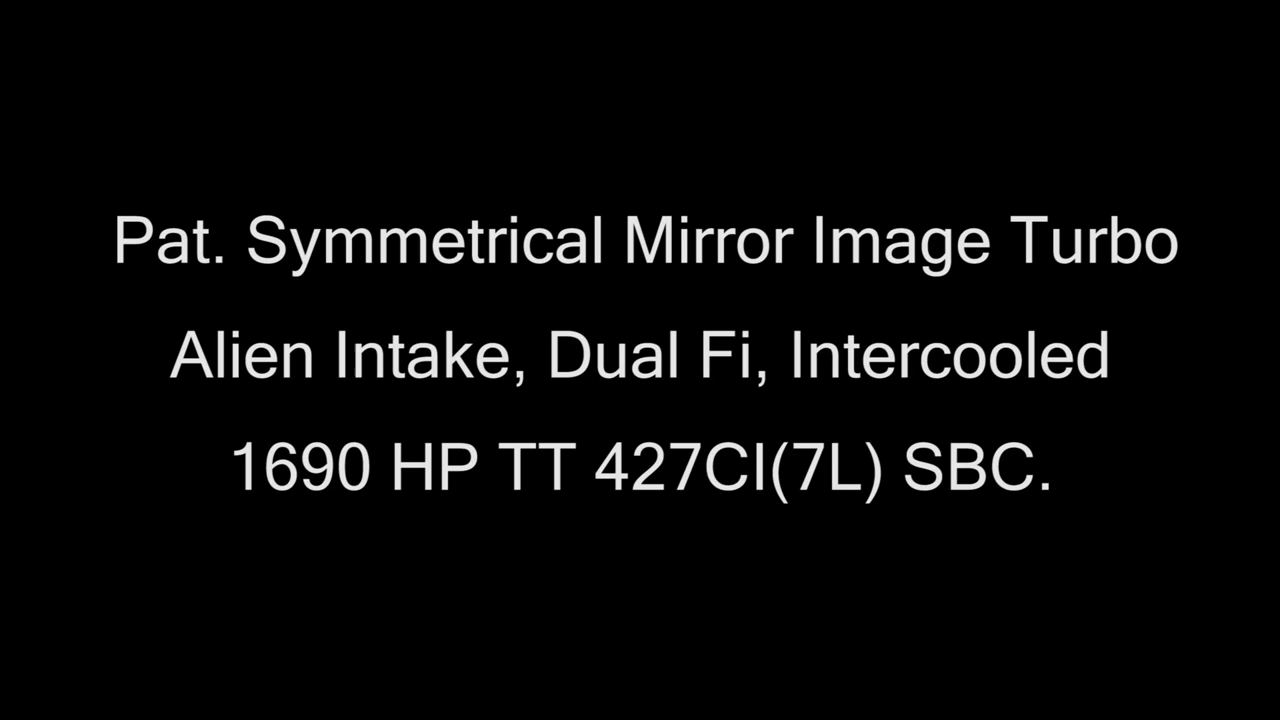 Pat. Symmetrical Mirror Image Turbo
Alien Intake, Dual Fi, Intercooled
1690 HP TT 427CI(7L) SBC.